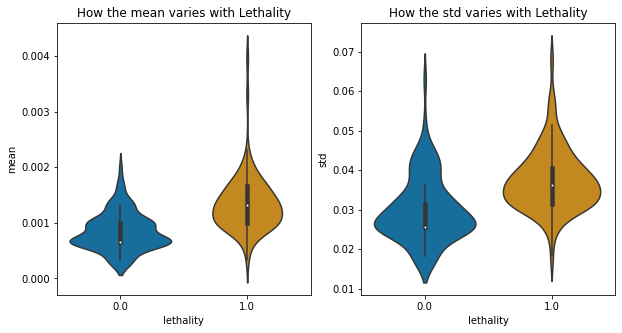 How the mean varies with Lethality
mean
0.004
0.003
0.002
0.001
0.000
0.0
1.0
lethality
How the std varies with Lethality
std
0.07
0.06
0.05
0.04
0.03
0.02
0.01
0.0
1.0
lethality